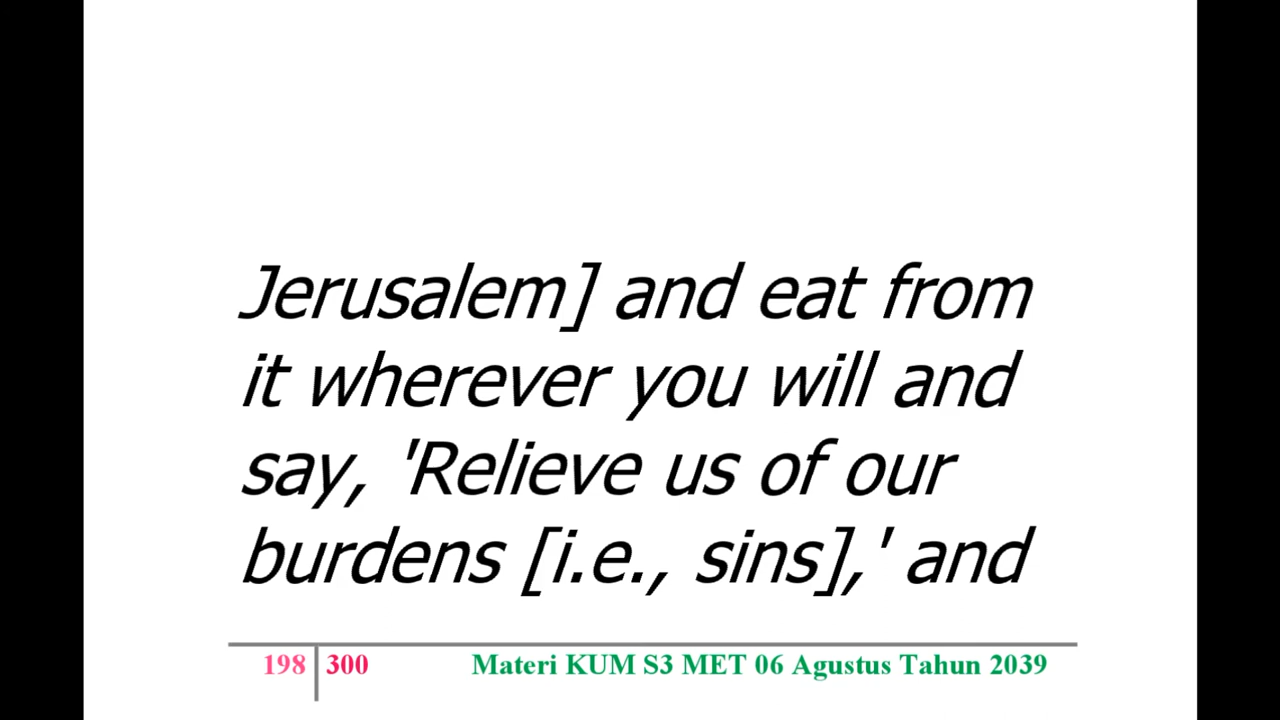 Jerusalem] and eat from
it wherever you will and
say, 'Relieve us of our
burdens [i.e., sins],' and
198 300 Materi KUM S3 MET 06 Agustus Tahun 2039